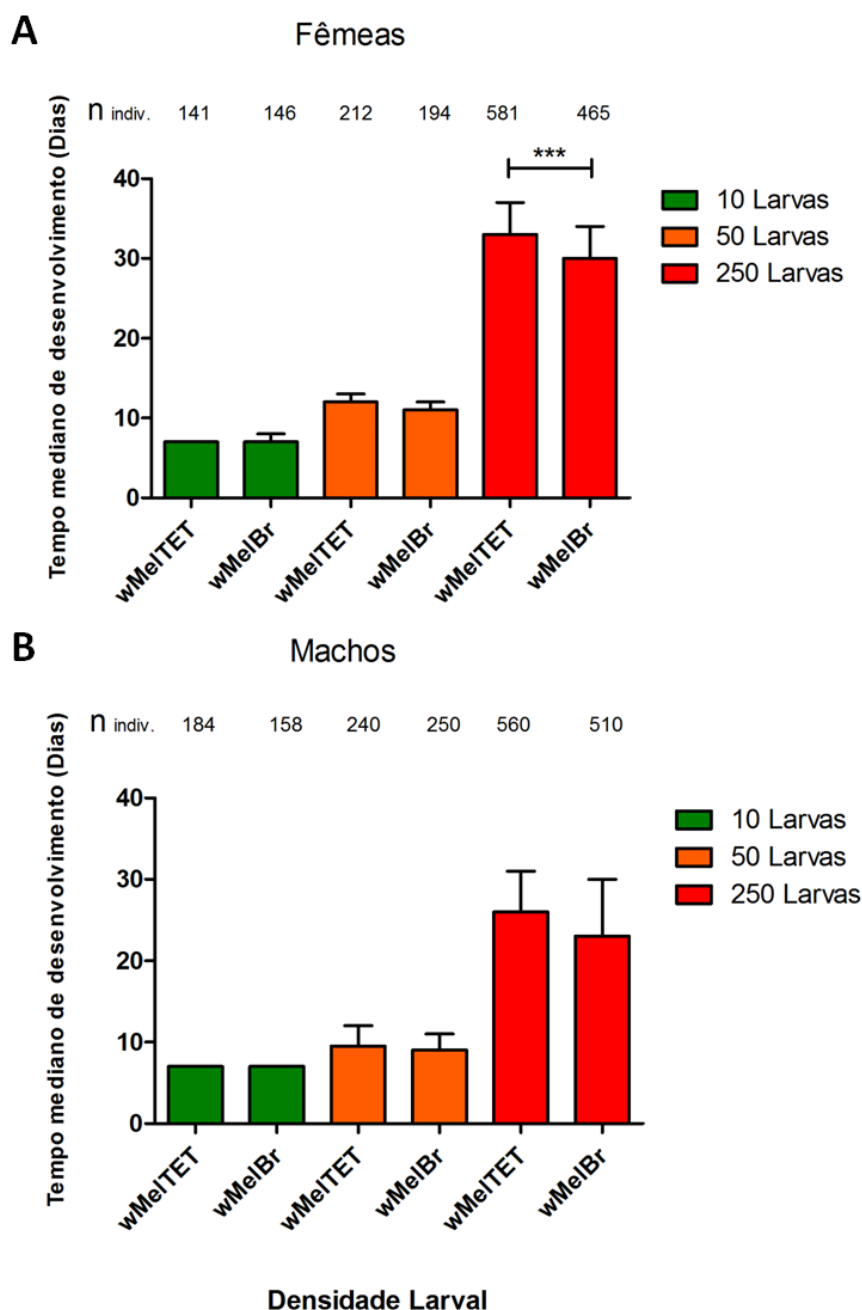 A
Fêmeas
n indiv. 141 146 212 194 581 465
***
Tempo mediano de desenvolvimento (Dias)
40
30
20
10
0
10 Larvas
50 Larvas
250 Larvas
wMelTET wMelBr wMelTET wMelBr wMelTET wMelBr
B
Machos
n indiv. 184 158 240 250 560 510
Tempo mediano de desenvolvimento (Dias)
40
30
20
10
0
10 Larvas
50 Larvas
250 Larvas
wMelTET wMelBr wMelTET wMelBr wMelTET wMelBr
Densidade Larval